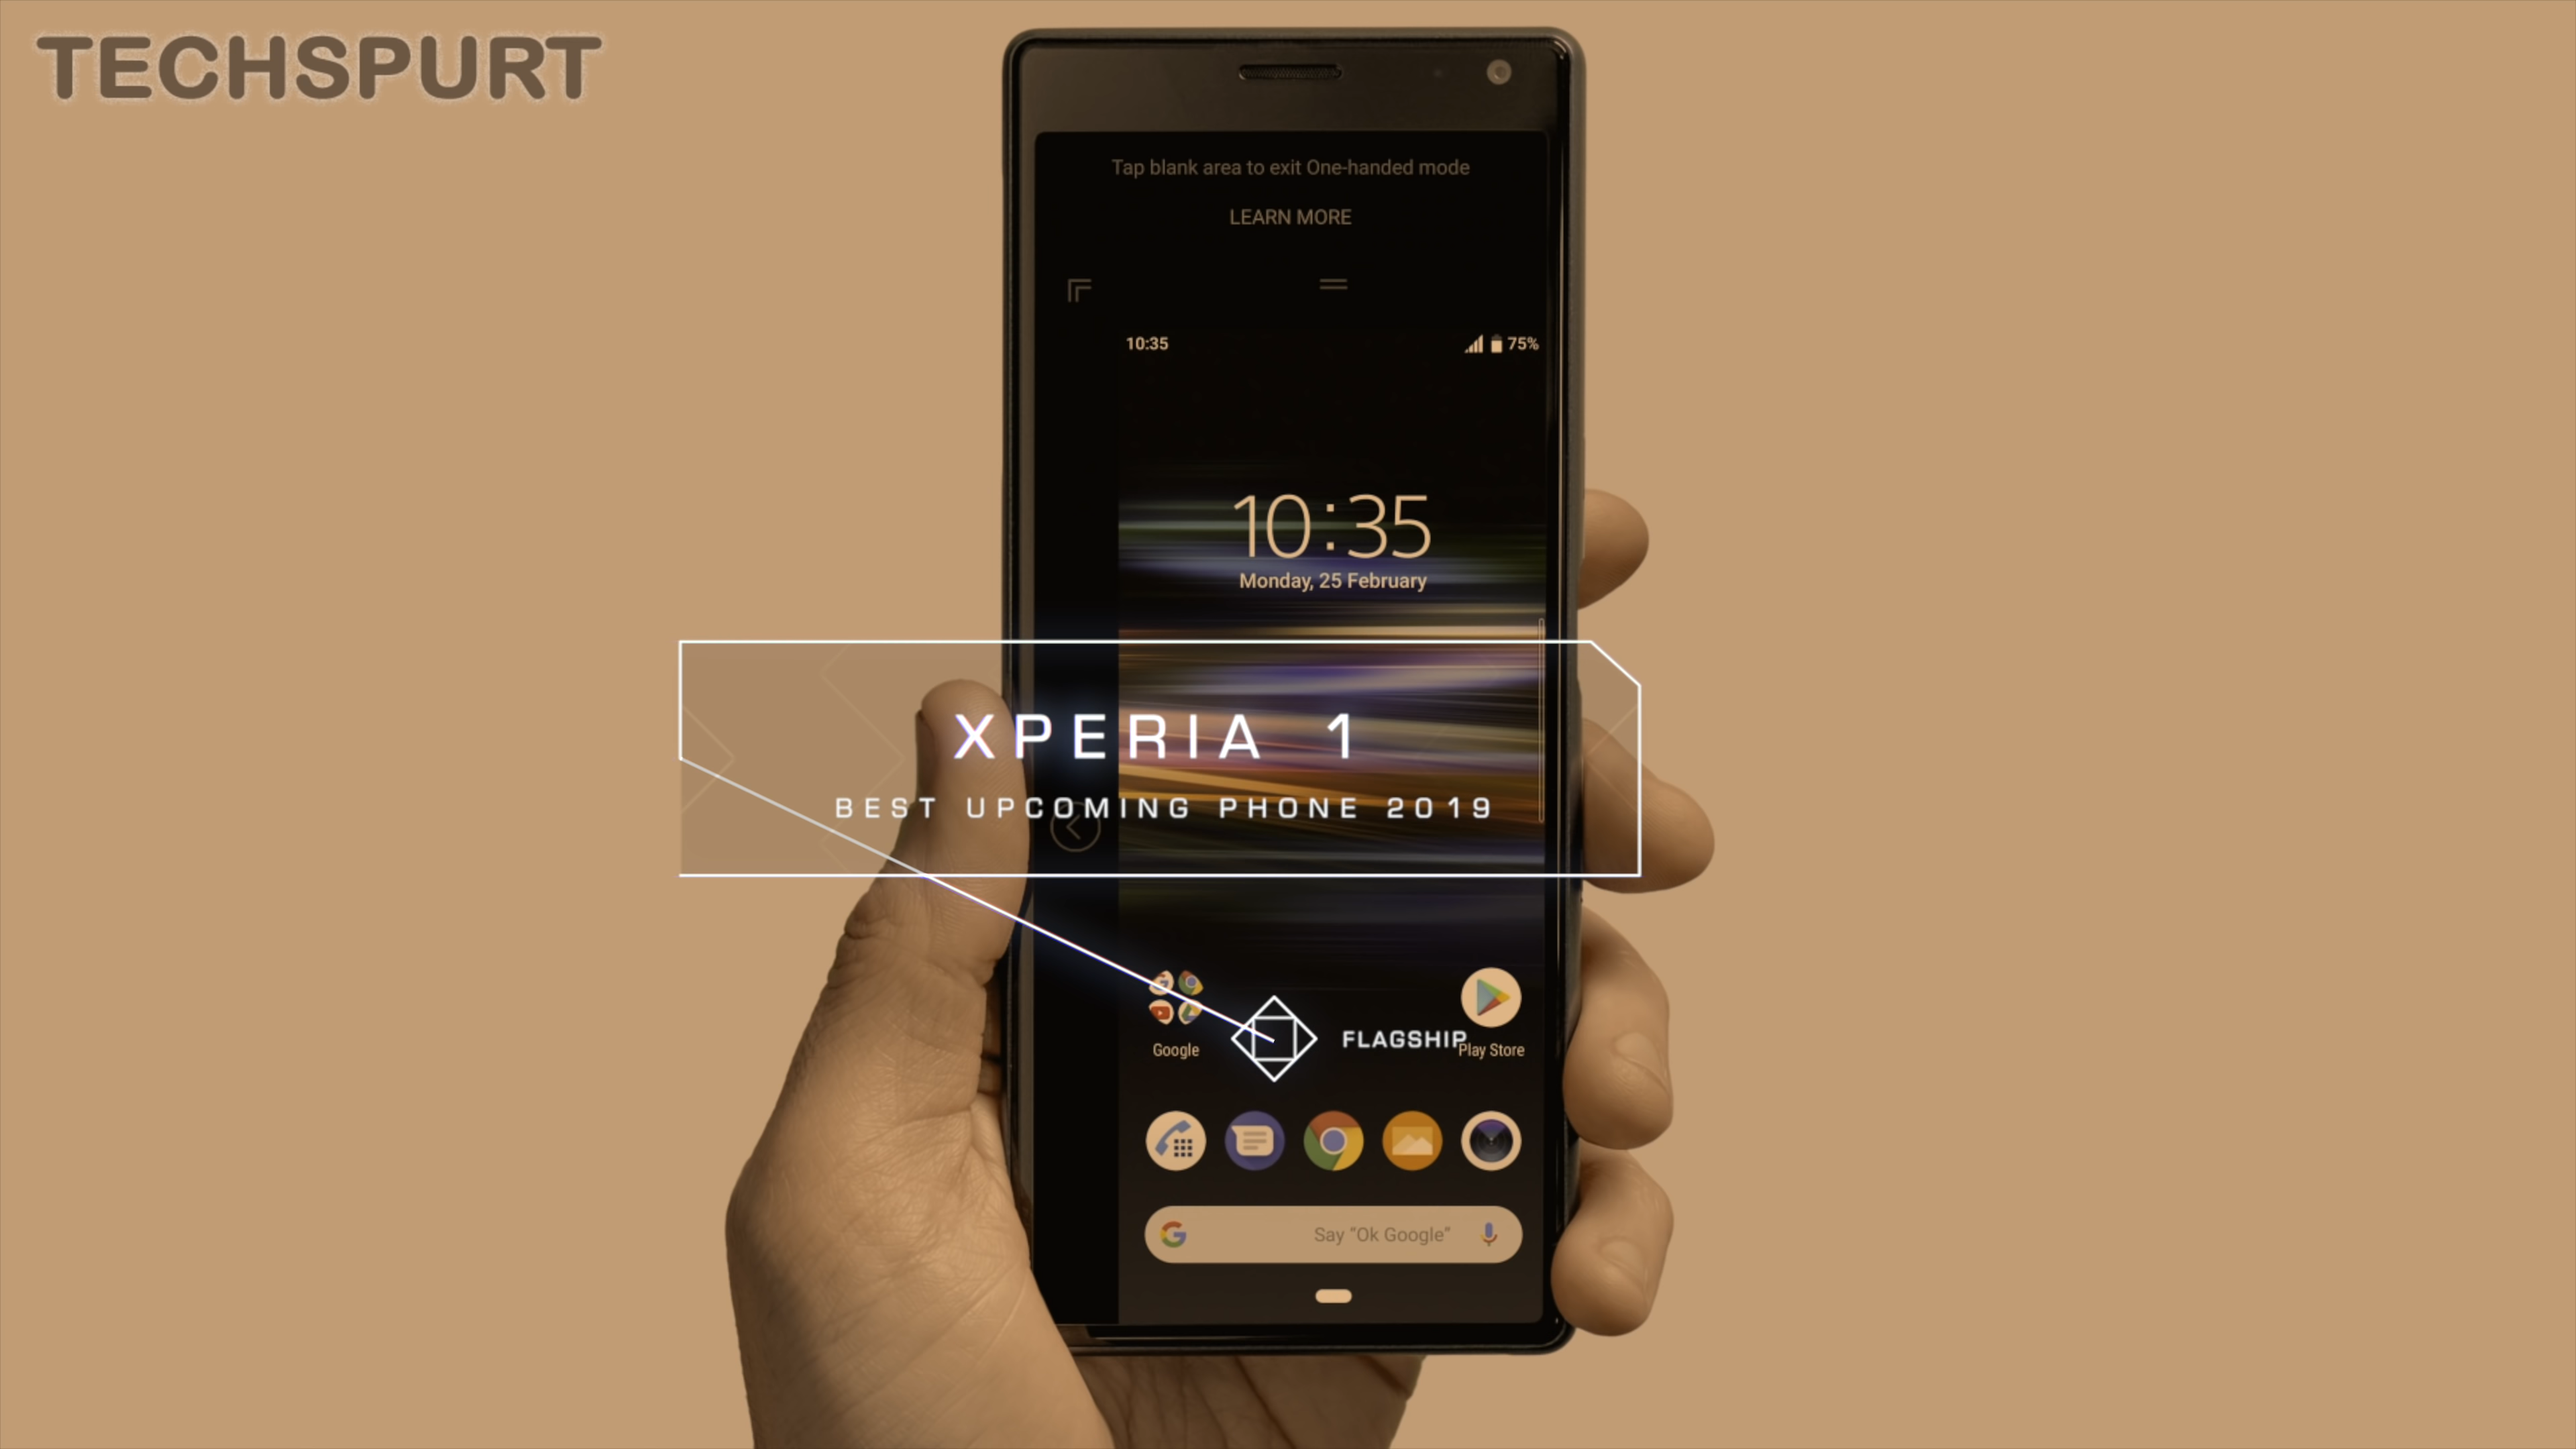 TECHSPURT
Tap blank area to exit One-handed mode
LEARN MORE
10:35
75%
10:35
Monday, 25 February
XPERIA 1
BEST UPCOMING PHONE 2019
FLAGSHIP
Google
Play Store
Say "Ok Google"